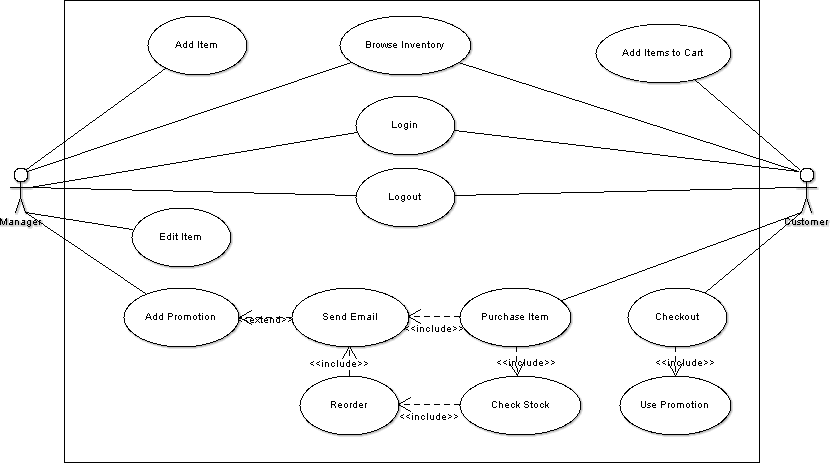 Add Item
Browse Inventory
Add Items to Cart
Login
Logout
Manager
Customer
Edit Item
Add Promotion
<<extend>>
Send Email
<<include>>
Purchase Item
Checkout
<<include>>
<<include>>
<<include>>
Reorder
<<include>>
Check Stock
Use Promotion